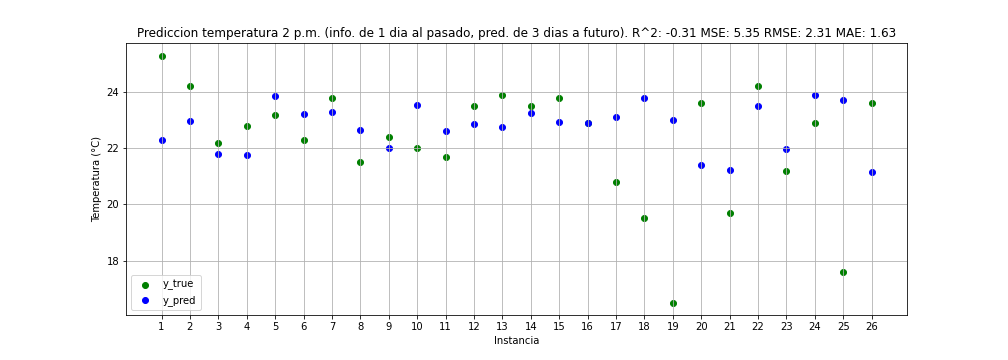 Prediccion temperatura 2 p.m. (info. de 1 dia al pasado, pred. de 3 dias a futuro). R^2: -0.31 MSE: 5.35 RMSE: 2.31 MAE: 1.63
Temperatura (°C)
24
22
20
18
y_true
y_pred
1 2 3 4 5 6 7 8 9 10 11 12 13 14 15 16 17 18 19 20 21 22 23 24 25 26
Instancia